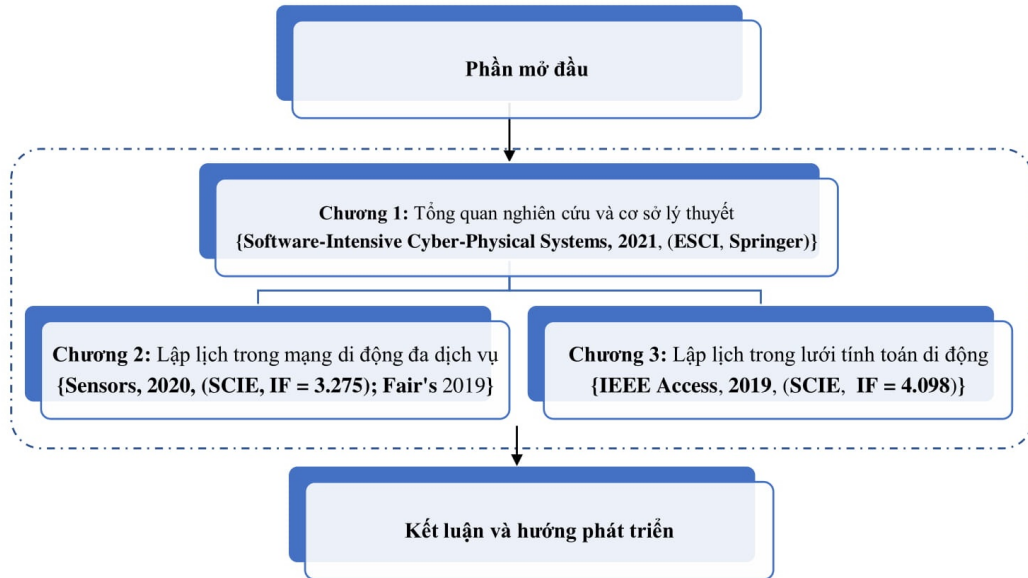 Phần mở đầu
Chương 1: Tổng quan nghiên cứu và cơ sở lý thuyết
{Software-Intensive Cyber-Physical Systems, 2021, (ESCI, Springer)}
Chương 2: Lập lịch trong mạng di động đa dịch vụ
{Sensors, 2020, (SCIE, IF = 3.275); Fair's 2019}
Chương 3: Lập lịch trong lưới tính toán di động
{IEEE Access, 2019, (SCIE, IF = 4.098)}
Kết luận và hướng phát triển